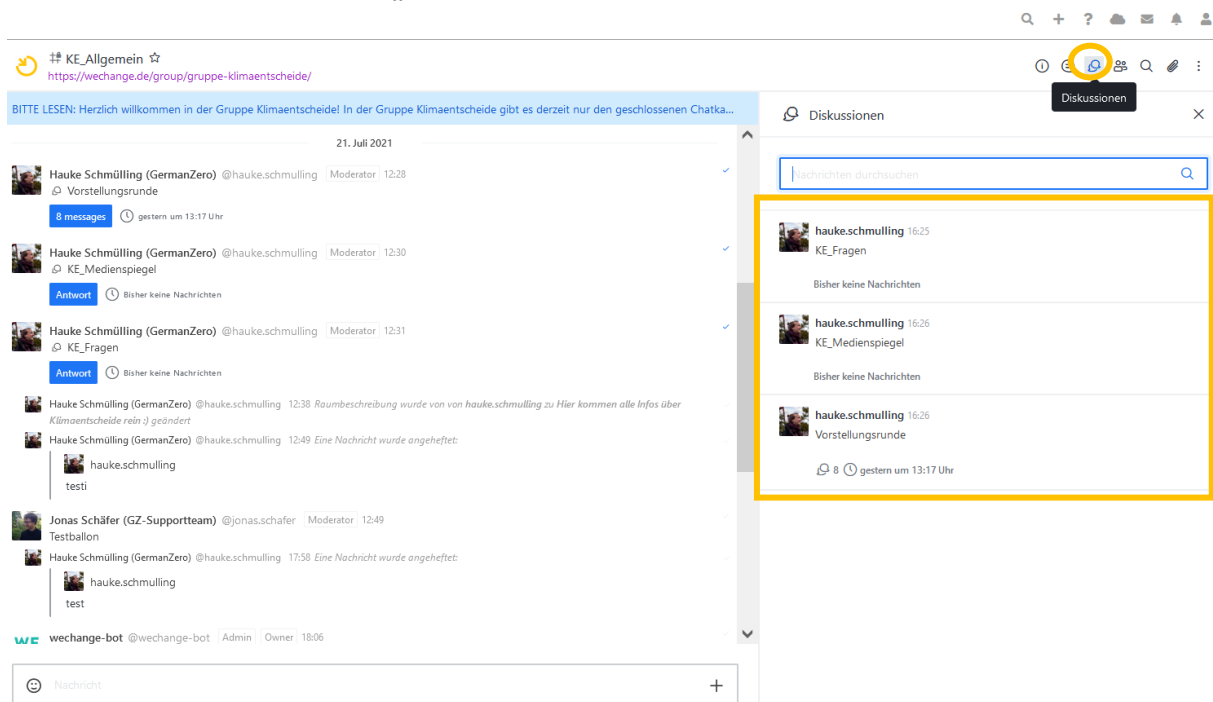 KE_Allgemein
https://wechange.de/group/gruppe-klimaentscheide/
Diskussionen
BITTE LESEN: Herzlich willkommen in der Gruppe Klimaentscheide! In der Gruppe Klimaentscheide gibt es derzeit nur den geschlossenen Chatka...
21. Juli 2021
Hauke Schmülling (GermanZero) @hauke.schmulling Moderator 12:28
Vorstellungsrunde
8 messages gestern um 13:17 Uhr
Hauke Schmülling (GermanZero) @hauke.schmulling Moderator 12:30
KE_Medienspiegel
Antwort Bisher keine Nachrichten
Hauke Schmülling (GermanZero) @hauke.schmulling Moderator 12:31
KE_Fragen
Antwort Bisher keine Nachrichten
Hauke Schmülling (GermanZero) @hauke.schmulling 12:38 Raumbeschreibung wurde von von hauke.schmulling zu Hier kommen alle Infos über
Klimaentscheide rein :) geändert
Hauke Schmülling (GermanZero) @hauke.schmulling 12:49 Eine Nachricht wurde angeheftet:
hauke.schmulling
testi
Jonas Schäfer (GZ-Supportteam) @jonas.schafer Moderator 12:49
Testballon
Hauke Schmülling (GermanZero) @hauke.schmulling 17:58 Eine Nachricht wurde angeheftet:
hauke.schmulling
test
WE wechange-bot @wechange-bot Admin Owner 18:06
Nachricht
Diskussionen
Nachrichten durchsuchen
hauke.schmulling 16:25
KE_Fragen
Bisher keine Nachrichten
hauke.schmulling 16:26
KE_Medienspiegel
Bisher keine Nachrichten
hauke.schmulling 16:26
Vorstellungsrunde
8 gestern um 13:17 Uhr